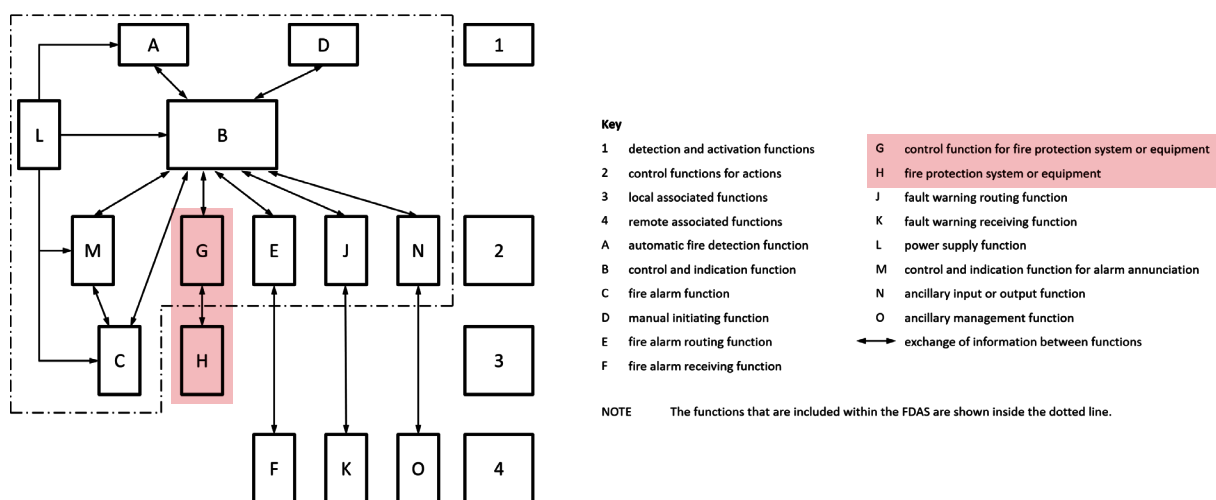 A
D
1
L
B
M
G
E
J
N
2
C
H
3
F
K
O
4
Key
1 detection and activation functions
2 control functions for actions
3 local associated functions
4 remote associated functions
A automatic fire detection function
B control and indication function
C fire alarm function
D manual initiating function
E fire alarm routing function
F fire alarm receiving function
G control function for fire protection system or equipment
H fire protection system or equipment
J fault warning routing function
K fault warning receiving function
L power supply function
M control and indication function for alarm annunciation
N ancillary input or output function
O ancillary management function
exchange of information between functions
NOTE The functions that are included within the FDAS are shown inside the dotted line.